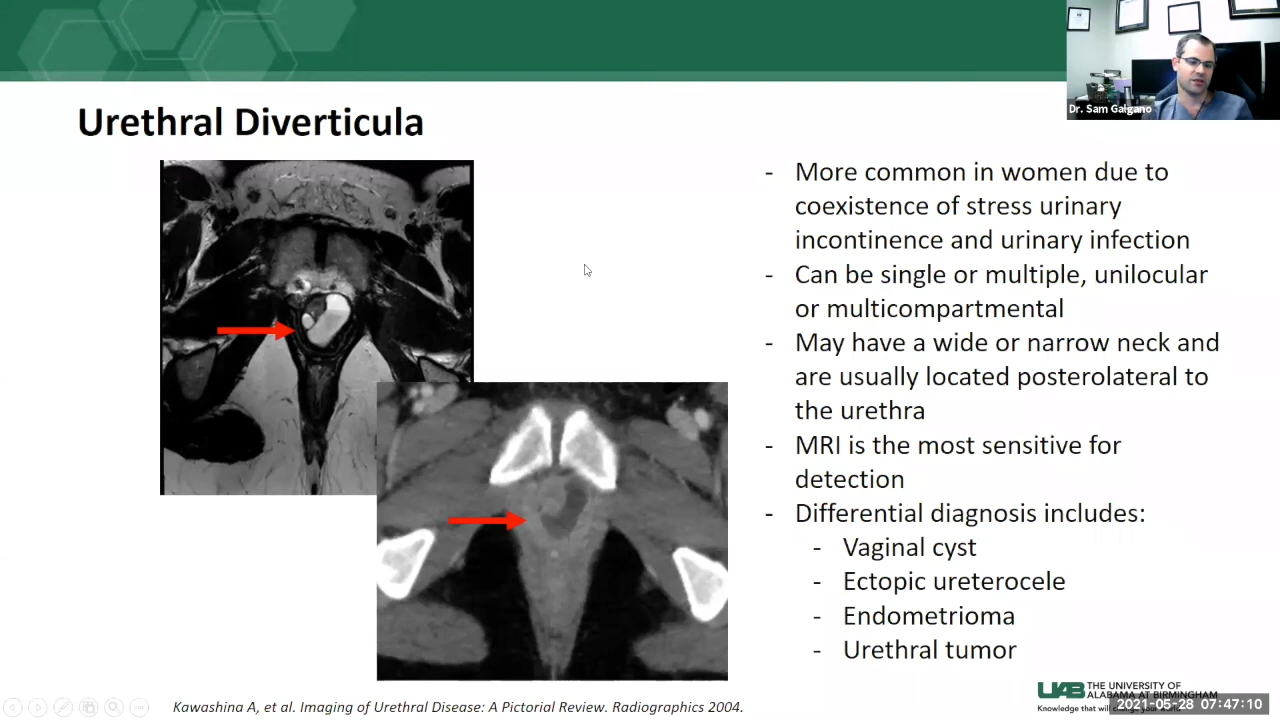 Dr. Sam Galgano
Urethral Diverticula
- More common in women due to
coexistence of stress urinary
incontinence and urinary infection
- Can be single or multiple, unilocular
or multicompartmental
- May have a wide or narrow neck and
are usually located posterolateral to
the urethra
- MRI is the most sensitive for
detection
- Differential diagnosis includes:
- Vaginal cyst
- Ectopic ureterocele
- Endometrioma
- Urethral tumor
Kawashina A, et al. Imaging of Urethral Disease: A Pictorial Review. Radiographics 2004.
UAB THE UNIVERSITY OF
ALABAMA AT BIRMINGHAM
Knowledge that will change your world
2021-05-28 07:47:10